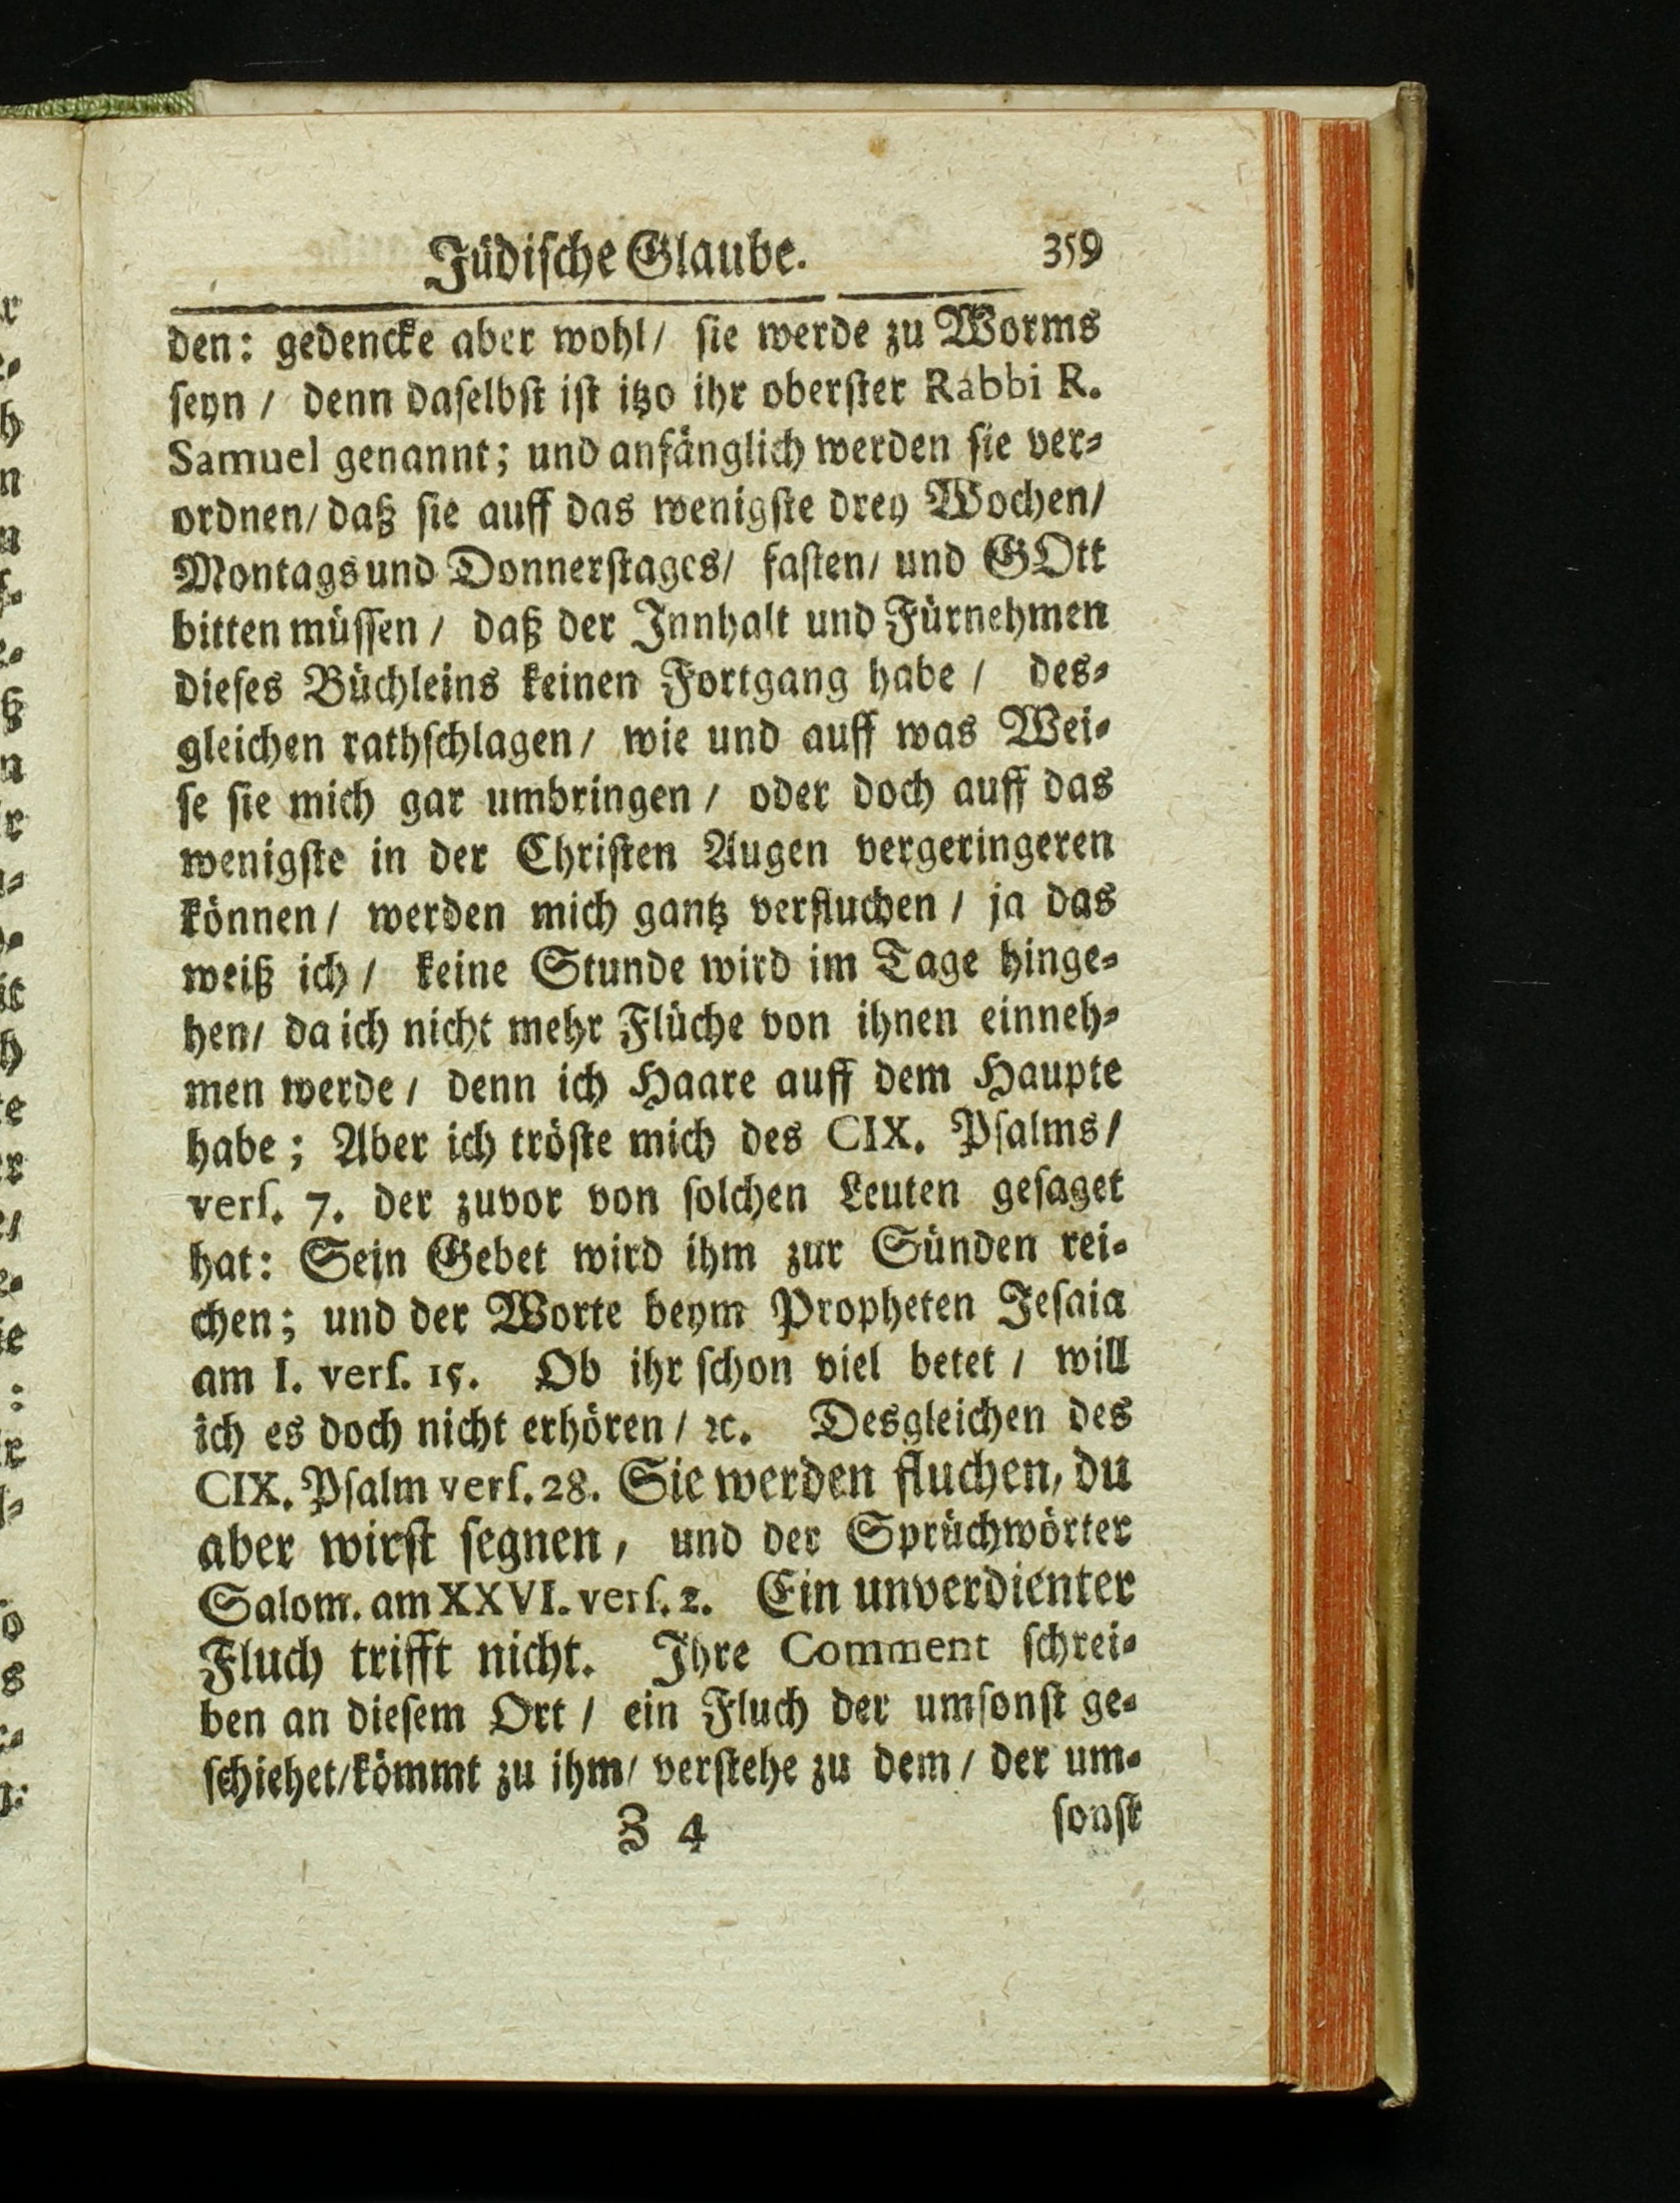 Jüdische Glaube. 359
den: gedencke aber wohl/ sie werde zu Worms
seyn / denn daselbst ist itzo ihr oberster Rabbi R.
Samuel genannt; und anfänglich werden sie ver-
ordnen/ daß sie auff das wenigste drey Wochen/
Montags und Donnerstages/ fasten/ und GOtt
bitten müssen / daß der Innhalt und Fürnehmen
dieses Büchleins keinen Fortgang habe / des-
gleichen rathschlagen / wie und auff was Wei-
se sie mich gar umbringen / oder doch auff das
wenigste in der Christen Augen vergeringeren
können / werden mich gantz verfluchen / ja das
weiß ich / keine Stunde wird im Tage hinge-
hen/ da ich nicht mehr Flüche von ihnen einneh-
men werde / denn ich Haare auff dem Haupte
habe; Aber ich tröste mich des CIX. Psalms/
vers. 7. der zuvor von solchen Leuten gesaget
hat: Sein Gebet wird ihm zur Sünden rei-
chen; und der Worte beym Propheten Jesaia
am I. vers. 15. Ob ihr schon viel betet / will
ich es doch nicht erhören / ꝛc. Desgleichen des
CIX. Psalm vers. 28. Sie werden fluchen, du
aber wirst segnen, und der Sprüchwörter
Salom. am XXVI. vers. 2. Ein unverdienter
Fluch trifft nicht. Ihre Comment schrei-
ben an diesem Ort / ein Fluch der umsonst ge-
schiehet/kömmt zu ihm/ verstehe zu dem / der um-
Z 4 sonst